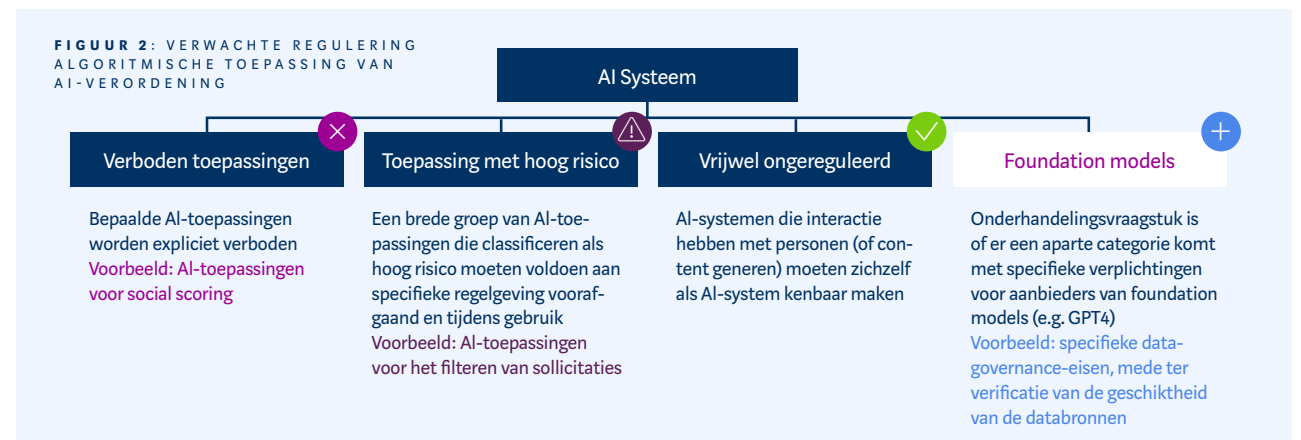 FIGUUR 2: VERWACHTE REGULERING
ALGORITMISCHE TOEPASSING VAN
AI-VERORDENING
AI Systeem
Verboden toepassingen
Bepaalde AI-toepassingen
worden expliciet verboden
Voorbeeld: AI-toepassingen
voor social scoring
Toepassing met hoog risico
Een brede groep van AI-toe-
passingen die classificeren als
hoog risico moeten voldoen aan
specifieke regelgeving vooraf-
gaand en tijdens gebruik
Voorbeeld: AI-toepassingen
voor het filteren van sollicitaties
Vrijwel ongereguleerd
AI-systemen die interactie
hebben met personen (of con-
tent generen) moeten zichzelf
als AI-system kenbaar maken
Foundation models
Onderhandelingsvraagstuk is
of er een aparte categorie komt
met specifieke verplichtingen
voor aanbieders van foundation
models (e.g. GPT4)
Voorbeeld: specifieke data-
governance-eisen, mede ter
verificatie van de geschiktheid
van de databronnen